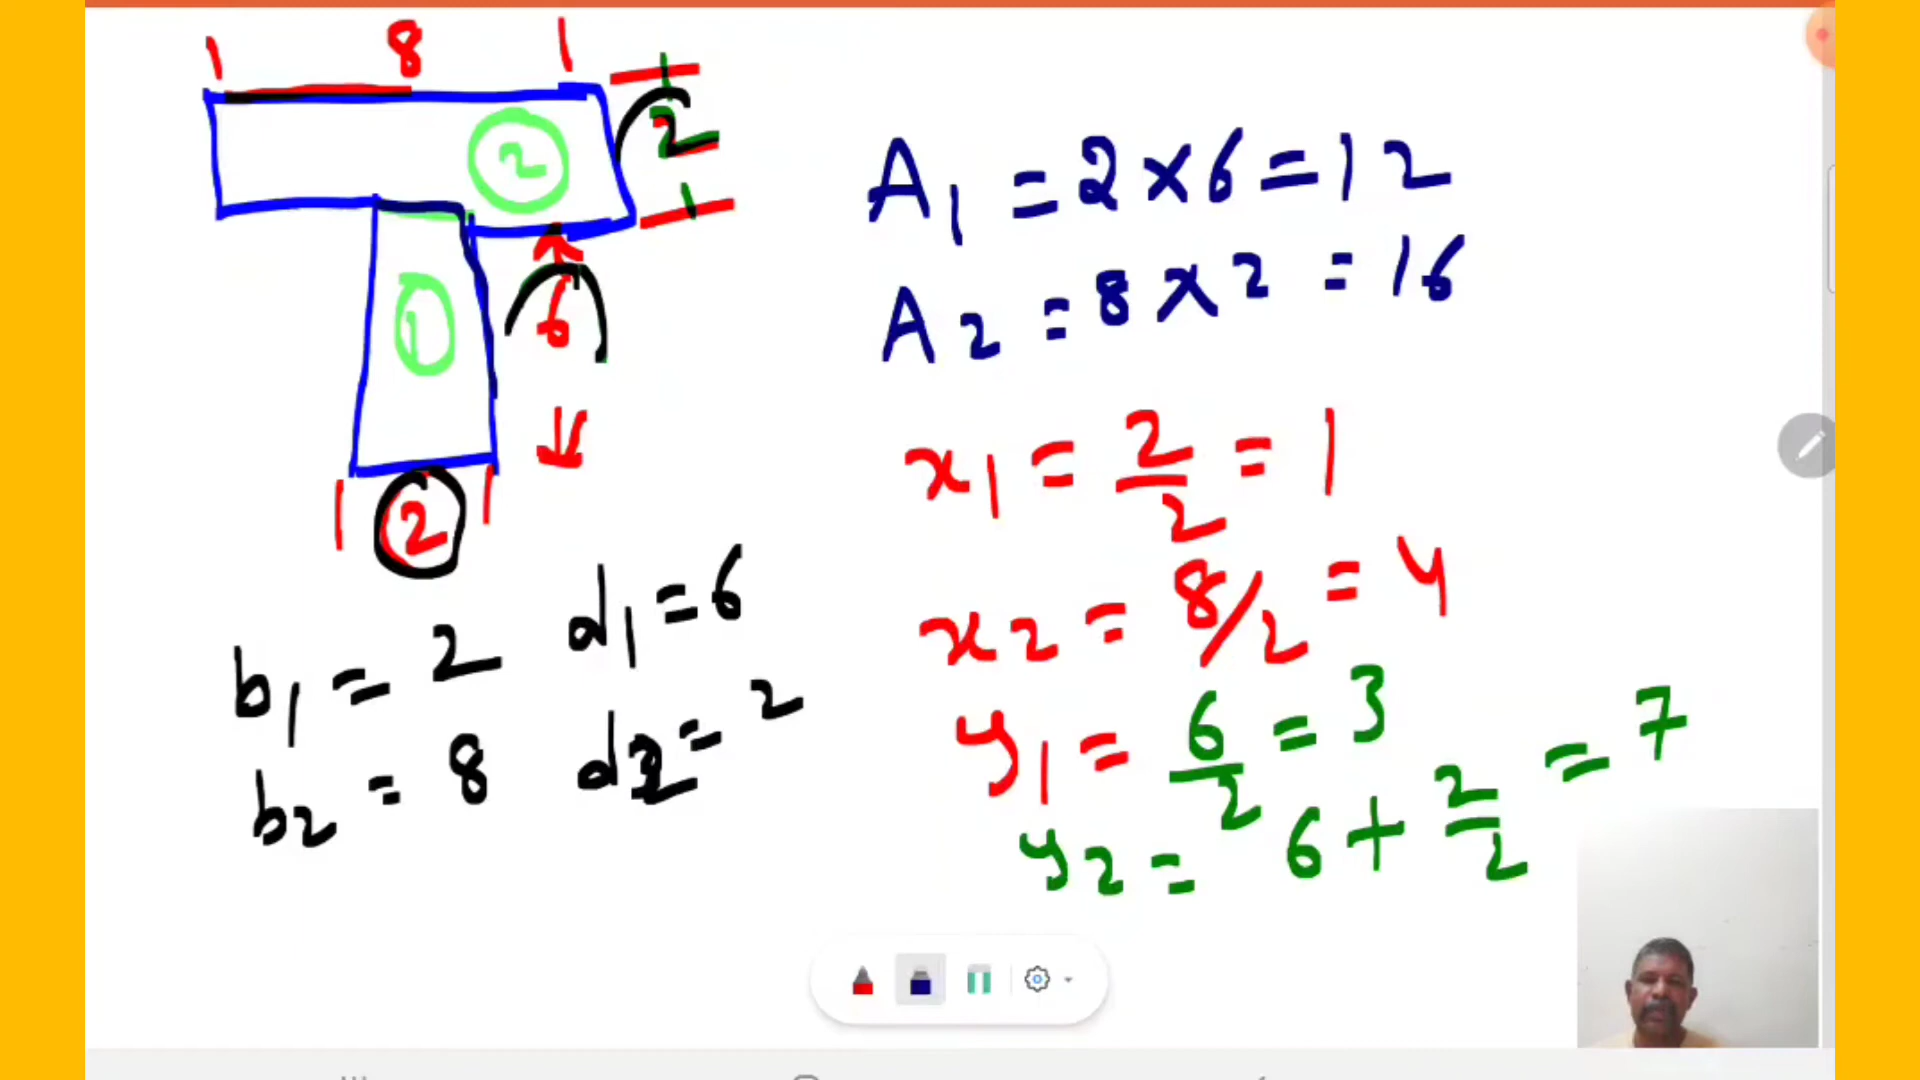 1 8 1
1
2
2
1
A1 = 2 × 6 = 12
A2 = 8 × 2 = 16
1
6
x1 = 2/2 = 1
1 2 1
x2 = 8/2 = 4
b1 = 2 d1 = 6
b2 = 8 d2 = 2
y1 = 6/2 = 3
y2 = 6 + 2/2 = 7